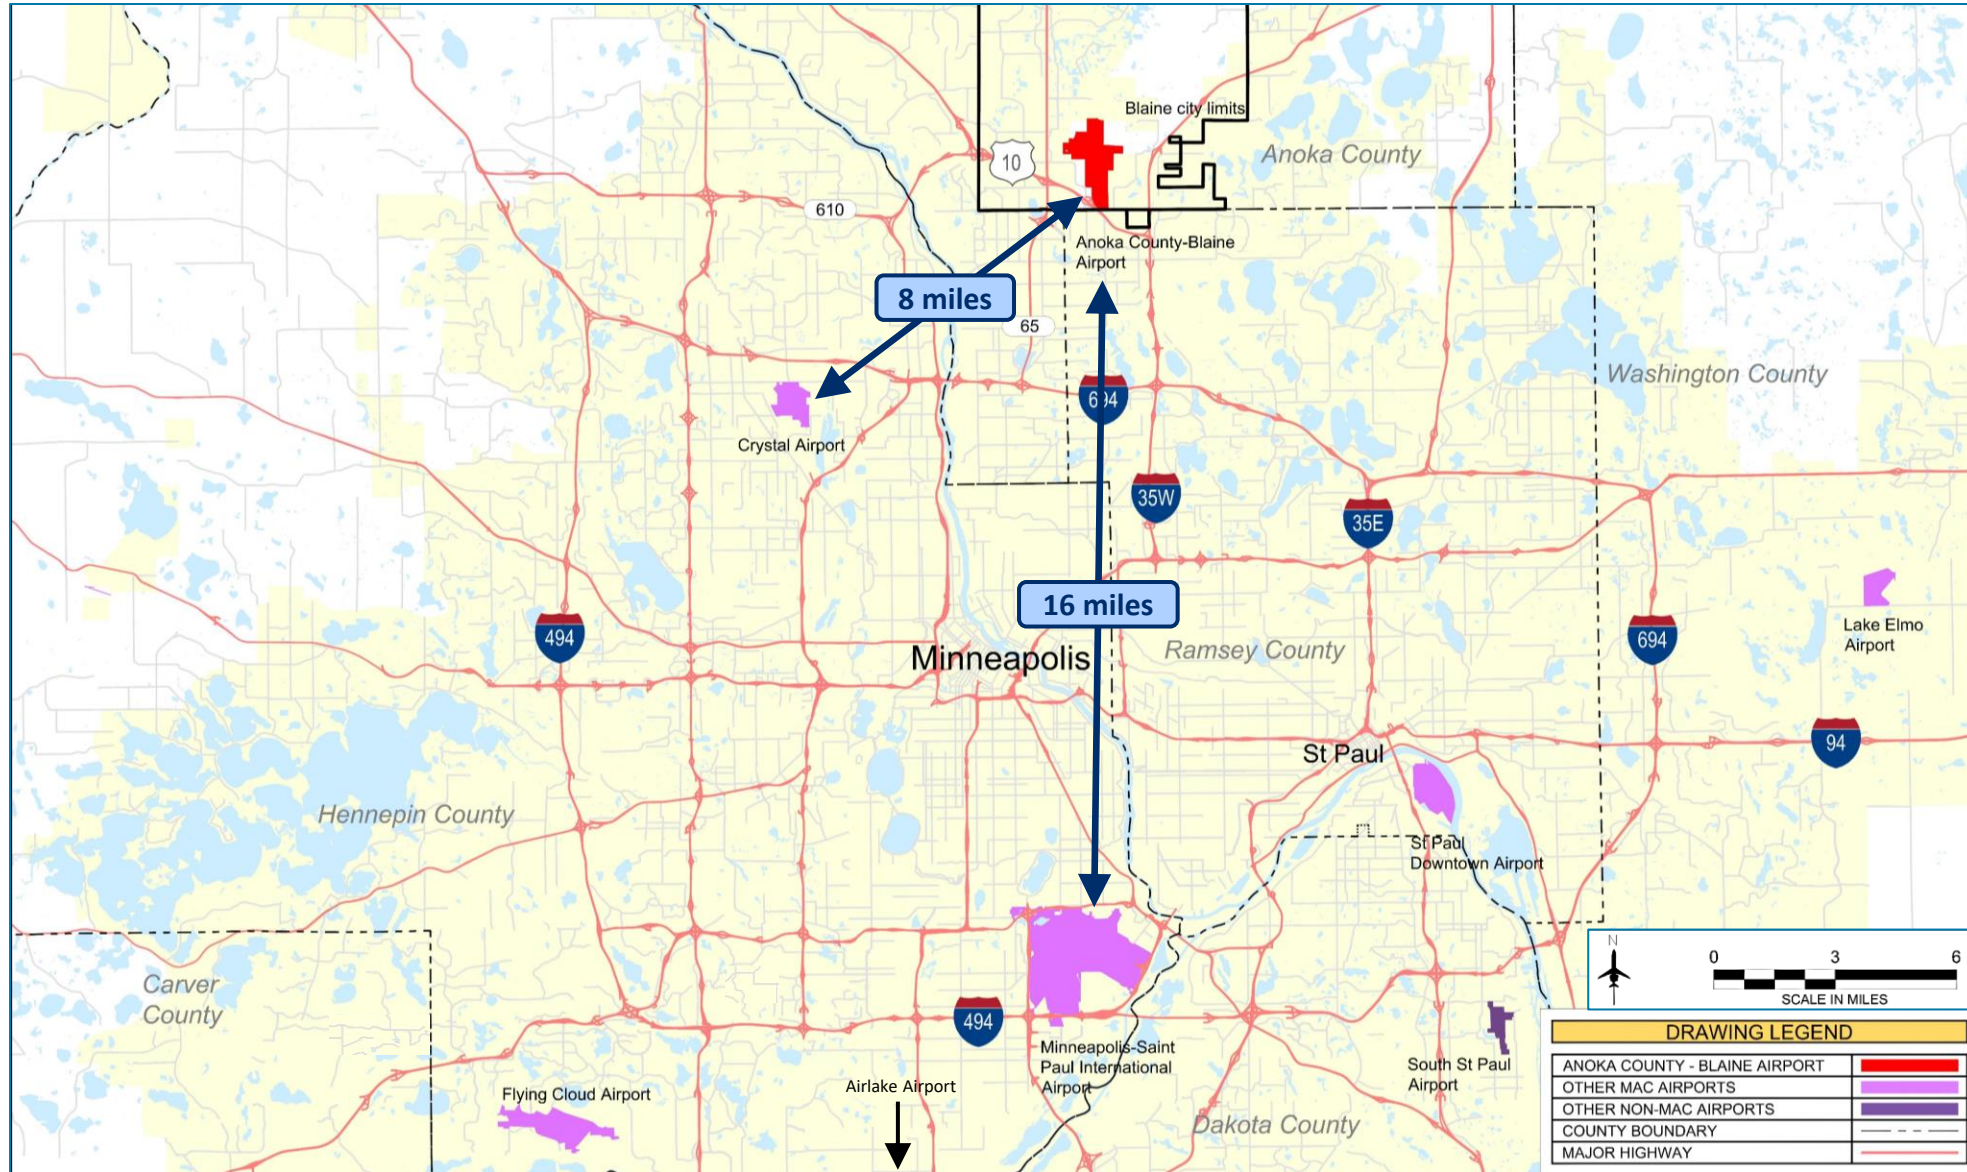 Blaine city limits
10
Anoka County
610
Anoka County-Blaine
Airport
8 miles
65
694
Washington County
Crystal Airport
35W
35E
16 miles
494
Minneapolis
Ramsey County
694
Lake Elmo
Airport
St Paul
94
Hennepin County
St Paul
Downtown Airport
Carver
County
494
Minneapolis-Saint
Paul International
Airport
South St Paul
Airport
Airlake Airport
Flying Cloud Airport
Dakota County
N
0 3 6
SCALE IN MILES
DRAWING LEGEND
ANOKA COUNTY - BLAINE AIRPORT
OTHER MAC AIRPORTS
OTHER NON-MAC AIRPORTS
COUNTY BOUNDARY
MAJOR HIGHWAY